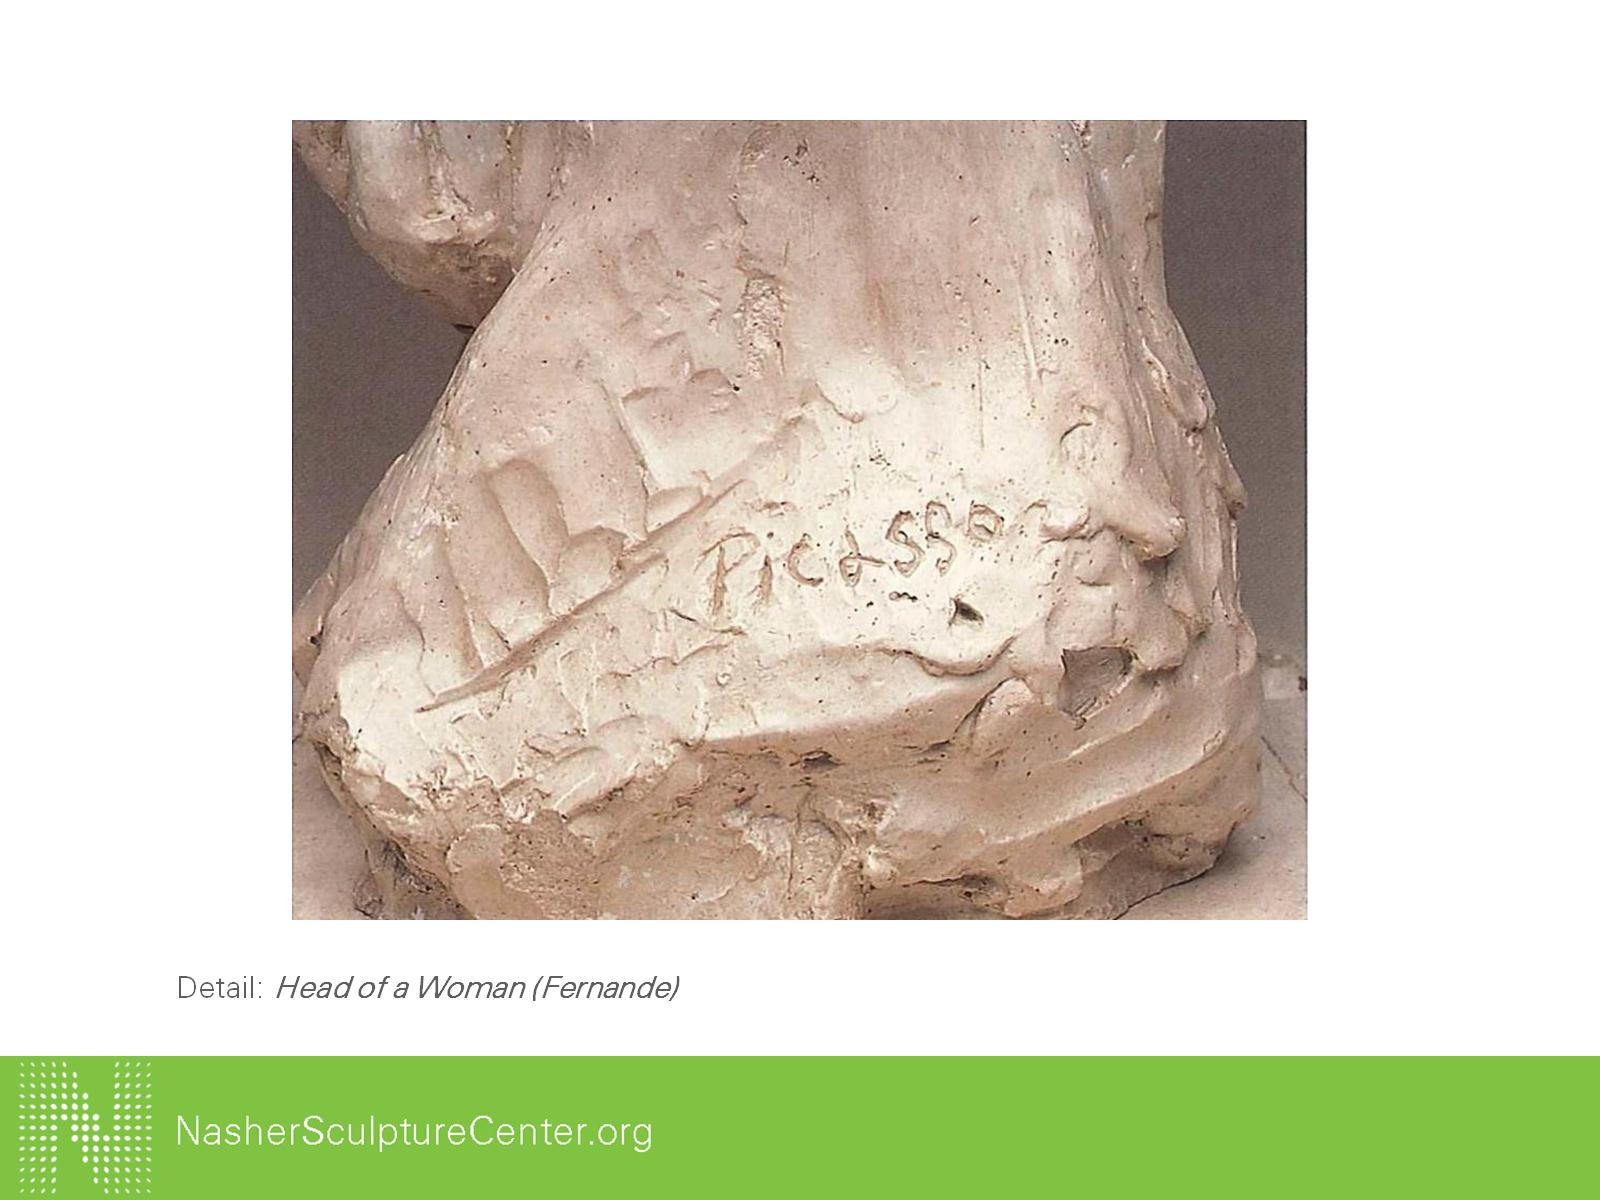 Picasso
Detail: Head of a Woman (Fernande)
N
NasherSculptureCenter.org